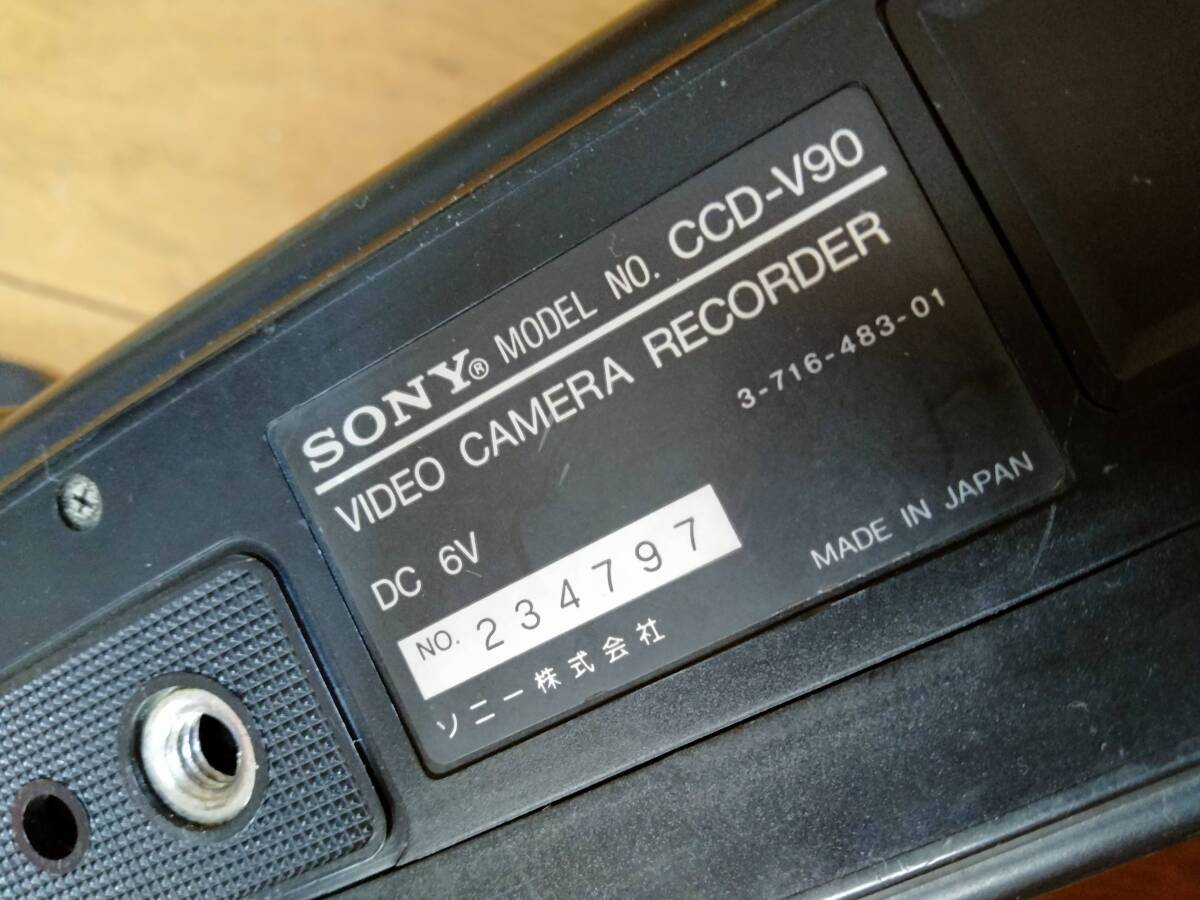 SONY® MODEL NO. CCD-V90
VIDEO CAMERA RECORDER
3-716-483-01
DC 6V
NO. 234797
MADE IN JAPAN
ソニー株式会社